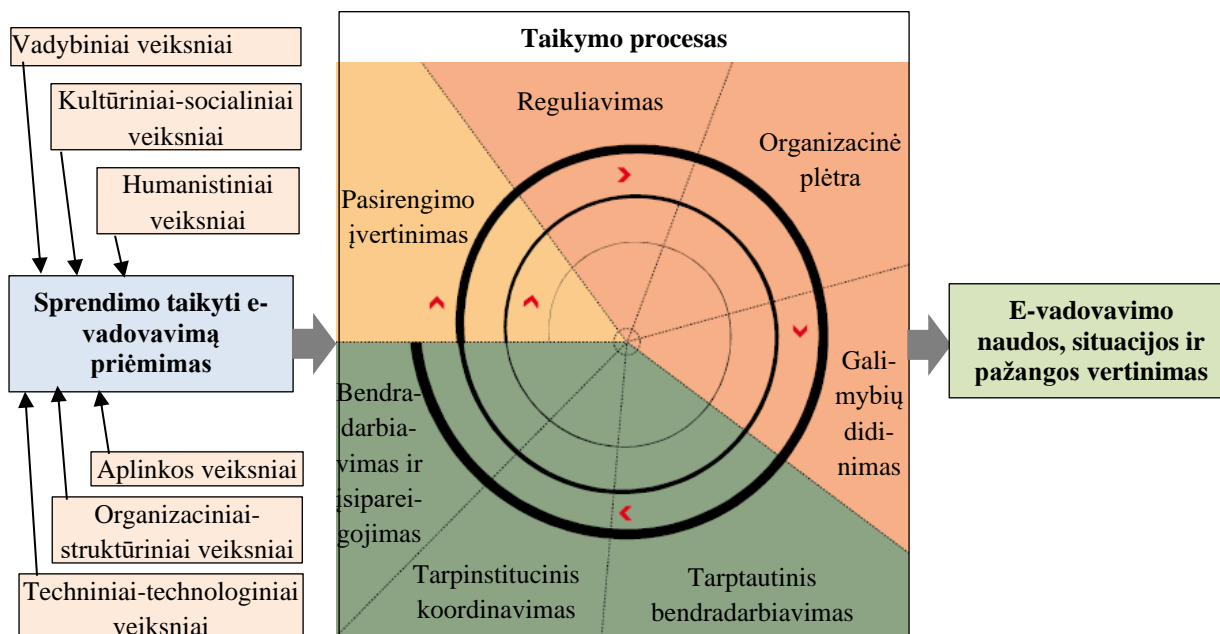 Vadybiniai veiksniai
Kultūriniai-socialiniai
veiksniai
Humanistiniai
veiksniai
Sprendimo taikyti e-
vadovavimą
priėmimas
Aplinkos veiksniai
Organizaciniai-
struktūriniai veiksniai
Techniniai-technologiniai
veiksniai
Taikymo procesas
Reguliavimas
Organizacinė
plėtra
Pasirengimo
įvertinimas
Gali-
mybių
didi-
nimas
Bendra-
darbia-
vimas ir
įsiparei-
gojimas
Tarpinstitucinis
koordinavimas
Tarptautinis
bendradarbiavimas
E-vadovavimo
naudos, situacijos ir
pažangos vertinimas